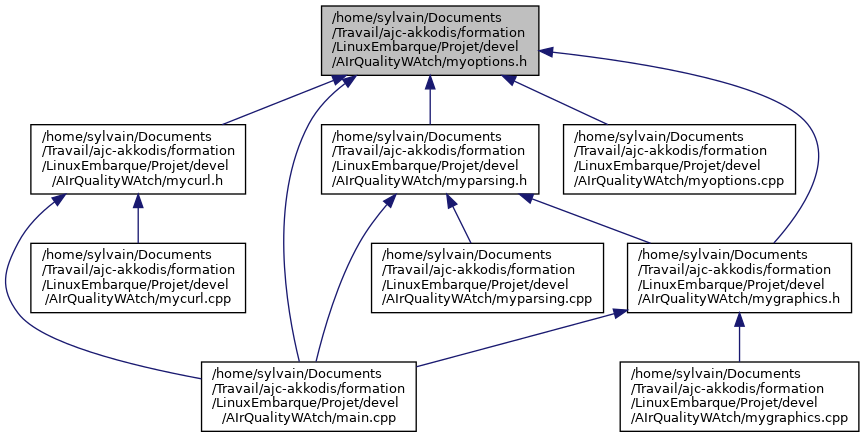 /home/sylvain/Documents
/Travail/ajc-akkodis/formation
/LinuxEmbarque/Projet/devel
/AIrQualityWAtch/myoptions.h
/home/sylvain/Documents
/Travail/ajc-akkodis/formation
/LinuxEmbarque/Projet/devel
/AIrQualityWAtch/mycurl.h
/home/sylvain/Documents
/Travail/ajc-akkodis/formation
/LinuxEmbarque/Projet/devel
/AIrQualityWAtch/myparsing.h
/home/sylvain/Documents
/Travail/ajc-akkodis/formation
/LinuxEmbarque/Projet/devel
/AIrQualityWAtch/myoptions.cpp
/home/sylvain/Documents
/Travail/ajc-akkodis/formation
/LinuxEmbarque/Projet/devel
/AIrQualityWAtch/mycurl.cpp
/home/sylvain/Documents
/Travail/ajc-akkodis/formation
/LinuxEmbarque/Projet/devel
/AIrQualityWAtch/myparsing.cpp
/home/sylvain/Documents
/Travail/ajc-akkodis/formation
/LinuxEmbarque/Projet/devel
/AIrQualityWAtch/mygraphics.h
/home/sylvain/Documents
/Travail/ajc-akkodis/formation
/LinuxEmbarque/Projet/devel
/AIrQualityWAtch/main.cpp
/home/sylvain/Documents
/Travail/ajc-akkodis/formation
/LinuxEmbarque/Projet/devel
/AIrQualityWAtch/mygraphics.cpp